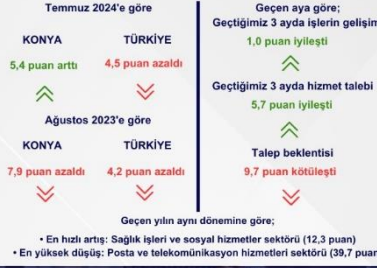 Temmuz 2024'e göre
KONYA TÜRKİYE
5,4 puan arttı 4,5 puan azaldı
Ağustos 2023'e göre
KONYA TÜRKİYE
7,9 puan azaldı 4,2 puan azaldı
Geçen aya göre;
Geçtiğimiz 3 ayda işlerin gelişim
1,0 puan iyileşti
Geçtiğimiz 3 ayda hizmet talebi
5,7 puan iyileşti
Talep beklentisi
9,7 puan kötüleşti
Geçen yılın aynı dönemine göre;
• En hızlı artış: Sağlık işleri ve sosyal hizmetler sektörü (12,3 puan)
• En yüksek düşüş: Posta ve telekomünikasyon hizmetleri sektörü (39,7 puan